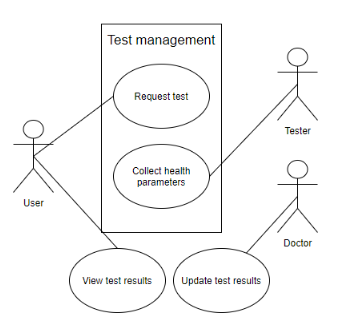 Test management
Request test
Collect health
parameters
Tester
User
Doctor
View test results
Update test results